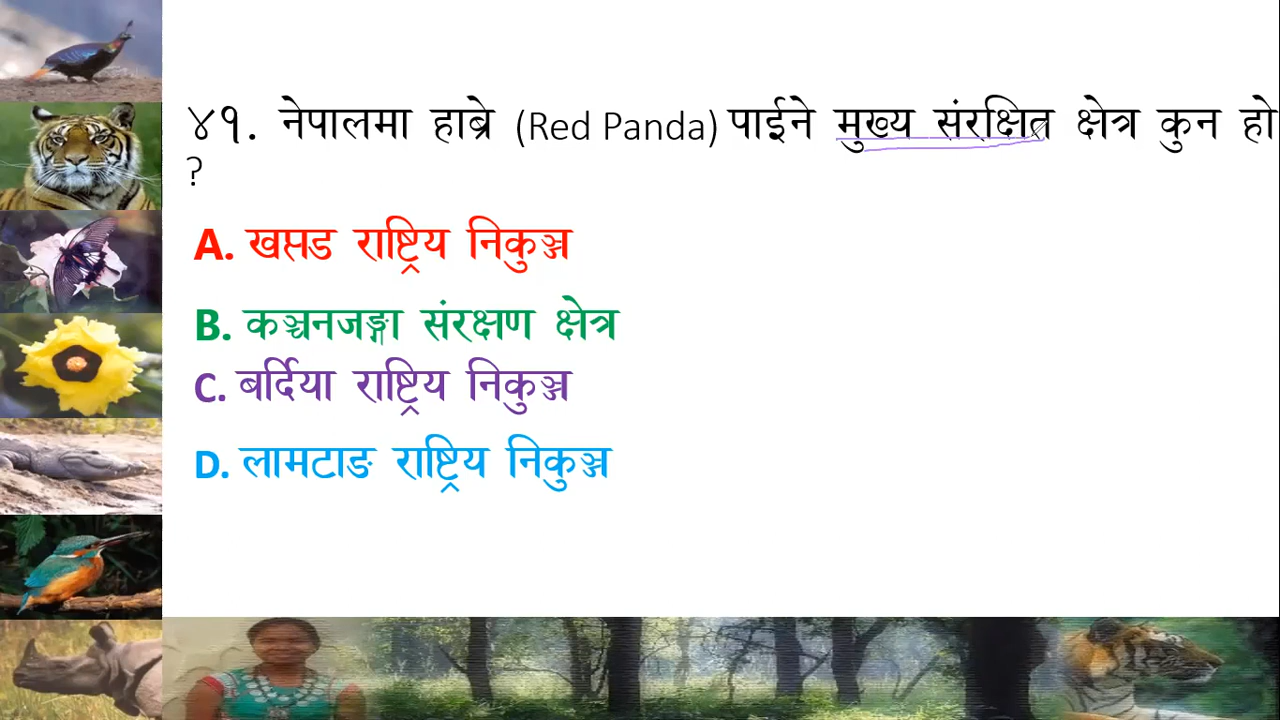 ४१. नेपालमा हाब्रे (Red Panda) पाईने मुख्य संरक्षित क्षेत्र कुन हो
?
A. खप्तड राष्ट्रिय निकुञ्ज
B. कञ्चनजङ्गा संरक्षण क्षेत्र
C. बर्दिया राष्ट्रिय निकुञ्ज
D. लामटाङ राष्ट्रिय निकुञ्ज